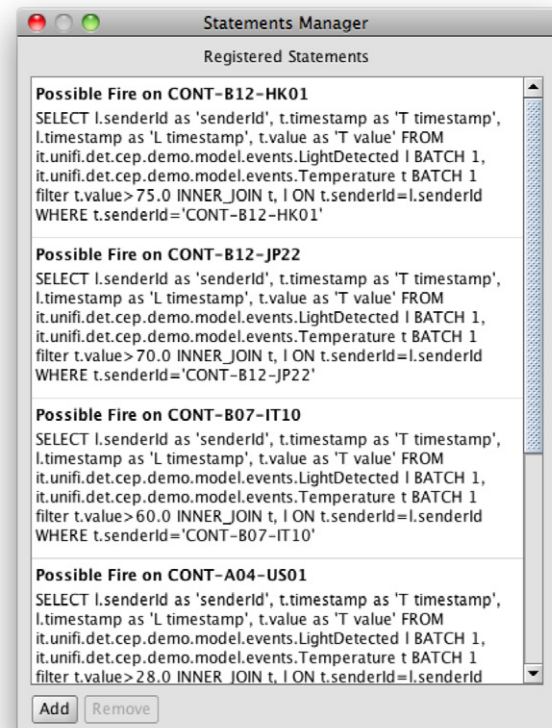 Statements Manager
Registered Statements
Possible Fire on CONT-B12-HK01
SELECT l.senderId as 'senderId', t.timestamp as 'T timestamp',
l.timestamp as 'L timestamp', t.value as 'T value' FROM
it.unifi.det.cep.demo.model.events.LightDetected l BATCH 1,
it.unifi.det.cep.demo.model.events.Temperature t BATCH 1
filter t.value>75.0 INNER_JOIN t, l ON t.senderId=l.senderId
WHERE t.senderId='CONT-B12-HK01'
Possible Fire on CONT-B12-JP22
SELECT l.senderId as 'senderId', t.timestamp as 'T timestamp',
l.timestamp as 'L timestamp', t.value as 'T value' FROM
it.unifi.det.cep.demo.model.events.LightDetected l BATCH 1,
it.unifi.det.cep.demo.model.events.Temperature t BATCH 1
filter t.value>70.0 INNER_JOIN t, l ON t.senderId=l.senderId
WHERE t.senderId='CONT-B12-JP22'
Possible Fire on CONT-B07-IT10
SELECT l.senderId as 'senderId', t.timestamp as 'T timestamp',
l.timestamp as 'L timestamp', t.value as 'T value' FROM
it.unifi.det.cep.demo.model.events.LightDetected l BATCH 1,
it.unifi.det.cep.demo.model.events.Temperature t BATCH 1
filter t.value>60.0 INNER_JOIN t, l ON t.senderId=l.senderId
WHERE t.senderId='CONT-B07-IT10'
Possible Fire on CONT-A04-US01
SELECT l.senderId as 'senderId', t.timestamp as 'T timestamp',
l.timestamp as 'L timestamp', t.value as 'T value' FROM
it.unifi.det.cep.demo.model.events.LightDetected l BATCH 1,
it.unifi.det.cep.demo.model.events.Temperature t BATCH 1
filter t.value>28.0 INNER_JOIN t, l ON t.senderId=l.senderId
Add Remove